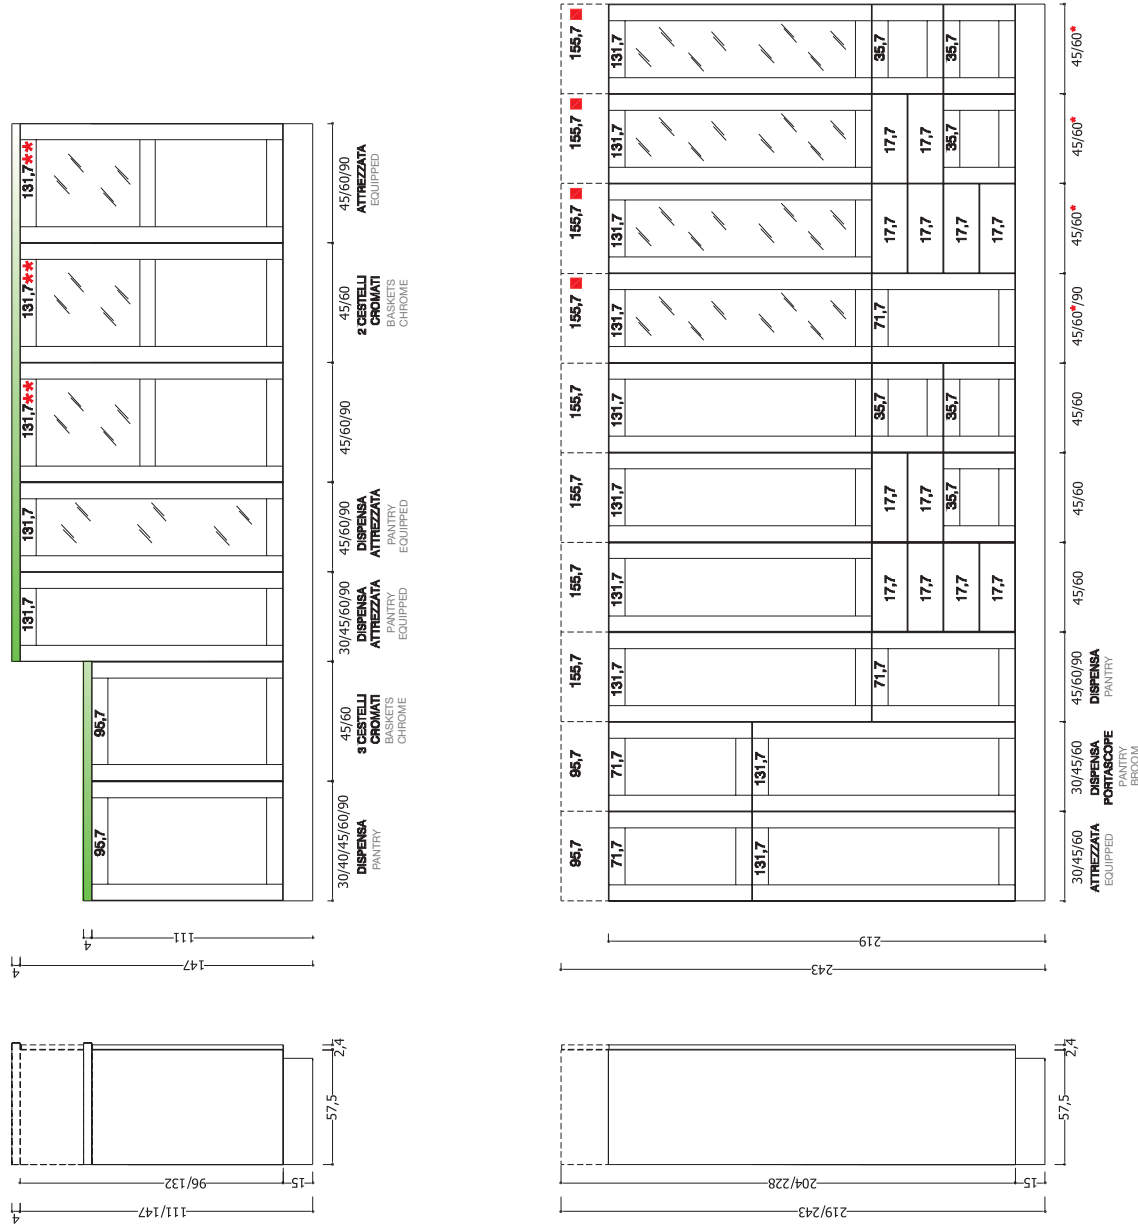 131,7**
131,7**
131,7**
131,7
131,7
95,7
95,7
45/60/90
ATTREZZATA
EQUIPPED
45/60
2 CESTELLI
CROMATI
BASKETS
CHROME
45/60/90
45/60/90
DISPENSA
ATTREZZATA
PANTRY
EQUIPPED
30/45/60/90
DISPENSA
ATTREZZATA
PANTRY
EQUIPPED
45/60
3 CESTELLI
CROMATI
BASKETS
CHROME
30/40/45/60/90
DISPENSA
PANTRY
4
111
4
147
2,4
57,5
96/132
15
4
111/147
155,7
131,7
35,7
35,7
45/60*
155,7
131,7
17,7
17,7
35,7
45/60*
155,7
131,7
17,7
17,7
17,7
17,7
45/60*
155,7
131,7
71,7
45/60*/90
155,7
131,7
35,7
35,7
45/60
155,7
131,7
17,7
17,7
35,7
45/60
155,7
131,7
17,7
17,7
17,7
17,7
45/60
155,7
131,7
71,7
45/60/90
DISPENSA
PANTRY
95,7
71,7
131,7
30/45/60
DISPENSA
PORTASCOPE
PANTRY
BROOM
95,7
71,7
131,7
30/45/60
ATTREZZATA
EQUIPPED
219
243
2,4
57,5
204/228
15
219/243